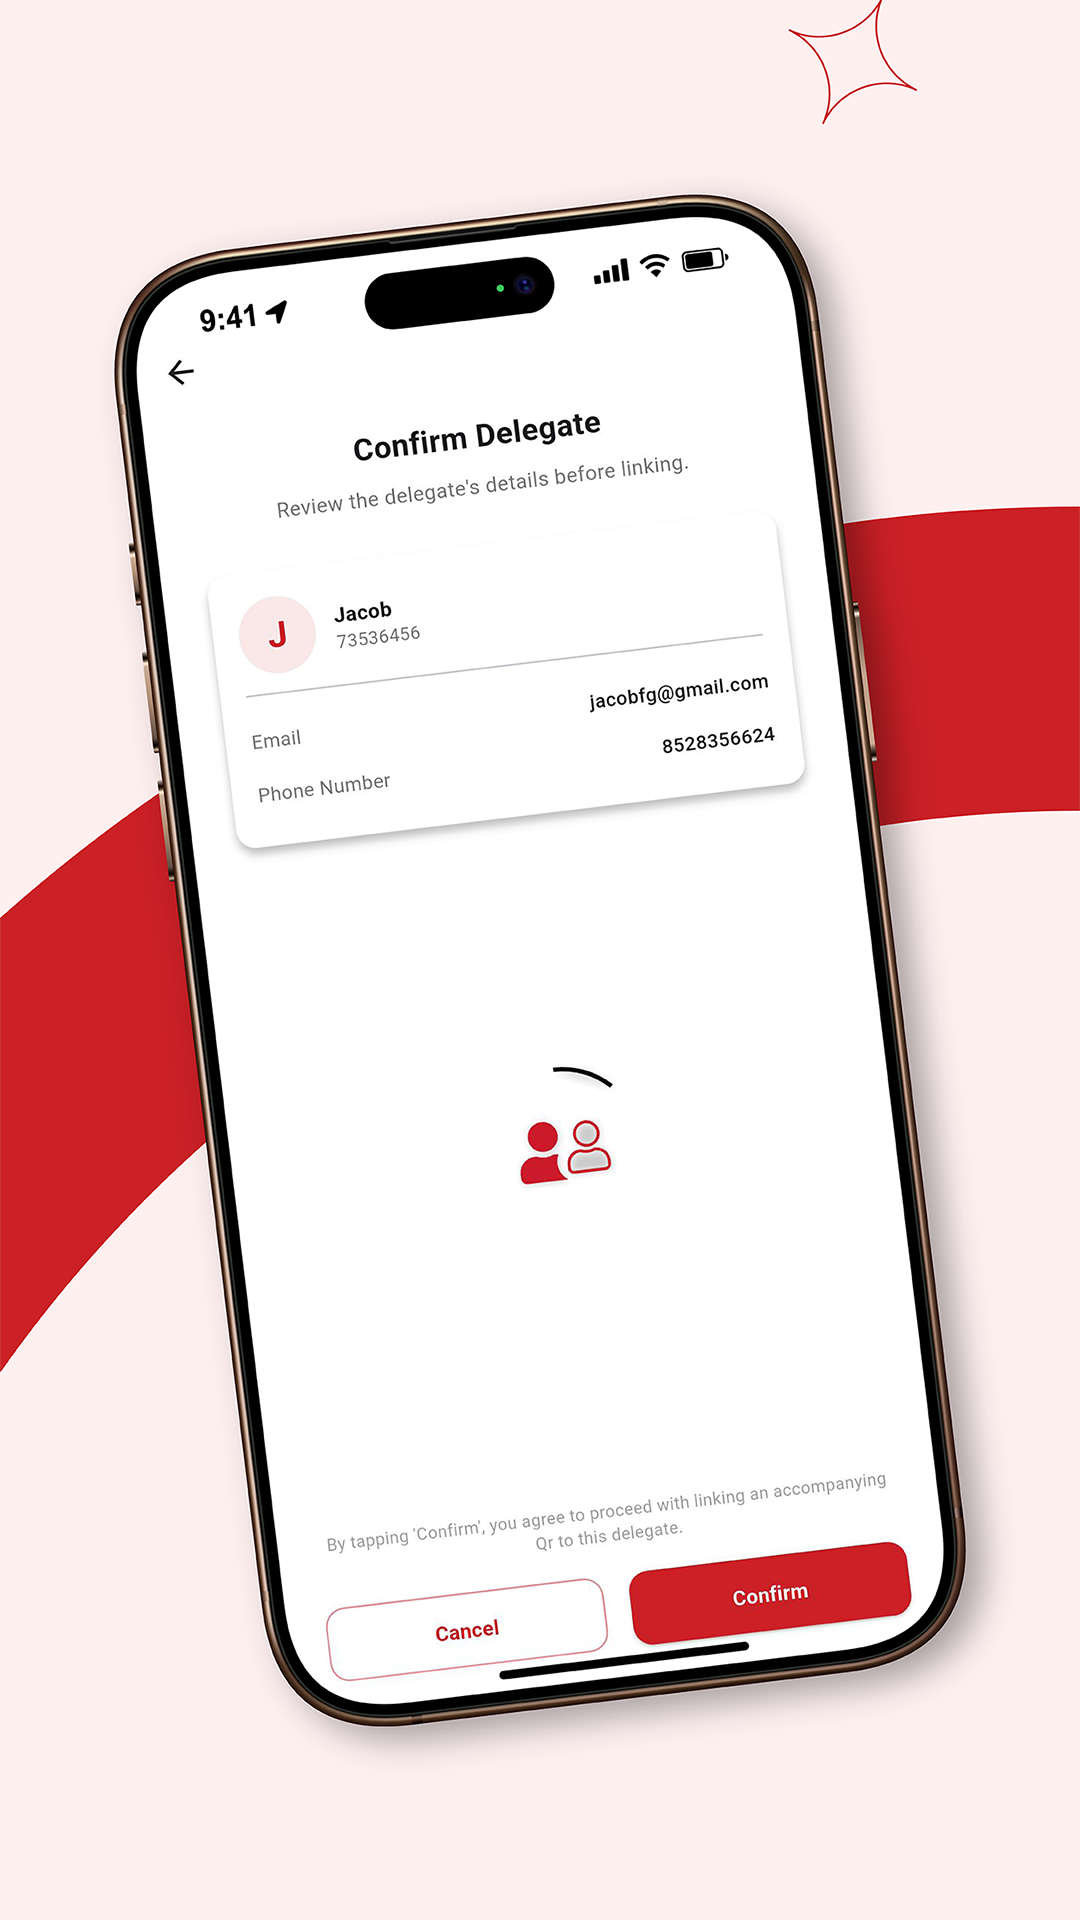 9:41
Confirm Delegate
Review the delegate's details before linking.
J
Jacob
73536456
Email jacobfg@gmail.com
Phone Number 8528356624
By tapping 'Confirm', you agree to proceed with linking an accompanying
Qr to this delegate.
Cancel Confirm